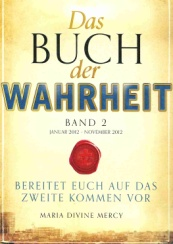 Das
BUCH
der
WAHRHEIT
BAND 2
JANUAR 2012 - NOVEMBER 2012
BEREITET EUCH AUF DAS
ZWEITE KOMMEN VOR
MARIA DIVINE MERCY